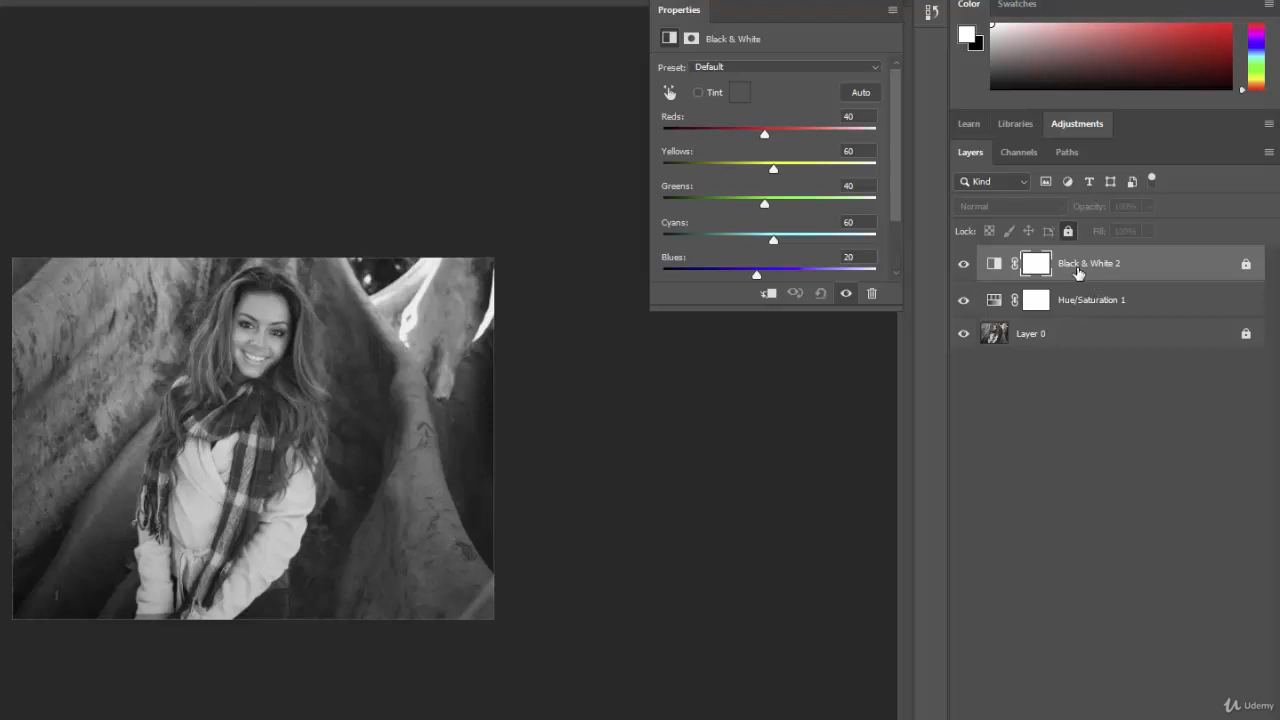 Properties
Color
Swatches
Black & White
Preset:
Default
Tint
Auto
Reds:
40
Yellows:
60
Greens:
40
Cyans:
60
Blues:
20
Learn
Libraries
Adjustments
Layers
Channels
Paths
Kind
Normal
Opacity:
100%
Lock:
Fill:
100%
Black & White 2
Hue/Saturation 1
Layer 0
Udemy